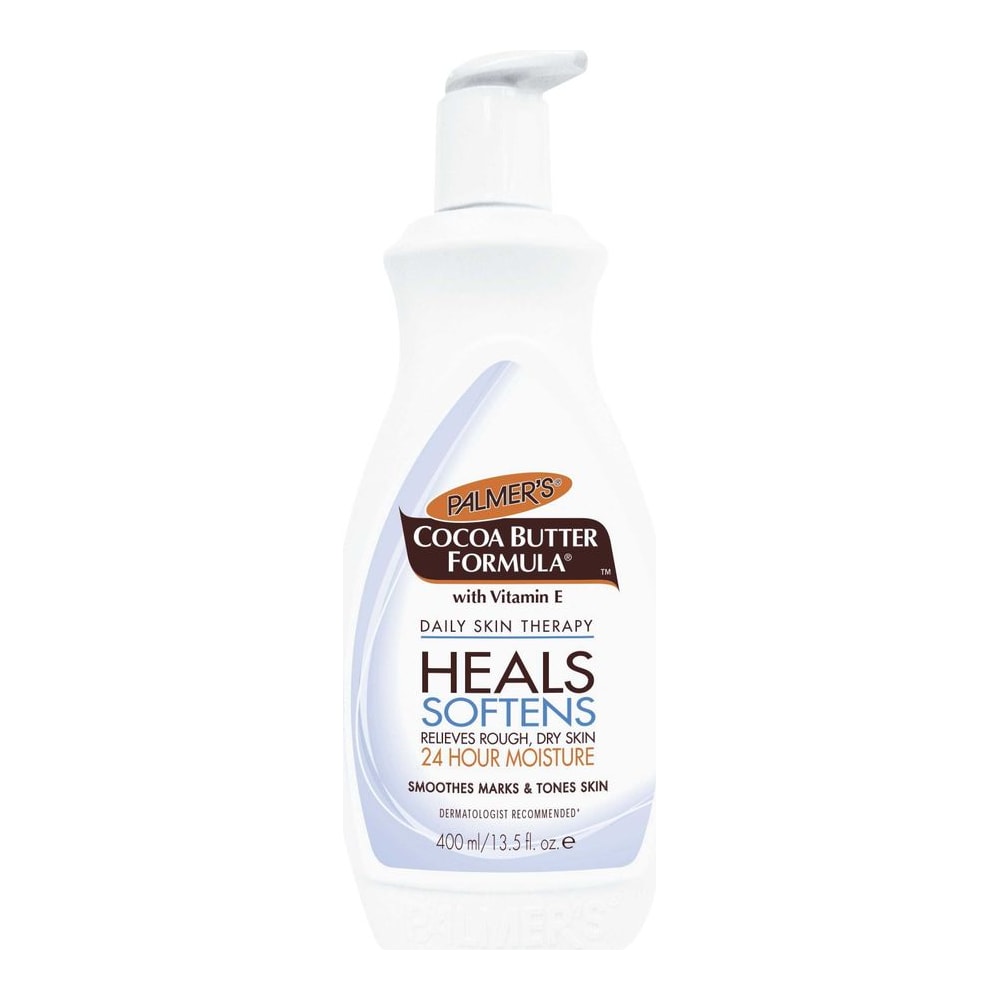 PALMER'S®
COCOA BUTTER
FORMULA®
™
with Vitamin E
DAILY SKIN THERAPY
HEALS
SOFTENS
RELIEVES ROUGH, DRY SKIN
24 HOUR MOISTURE
SMOOTHES MARKS & TONES SKIN
DERMATOLOGIST RECOMMENDED*
400 ml/13.5 fl. oz. ℮
PALMER'S®